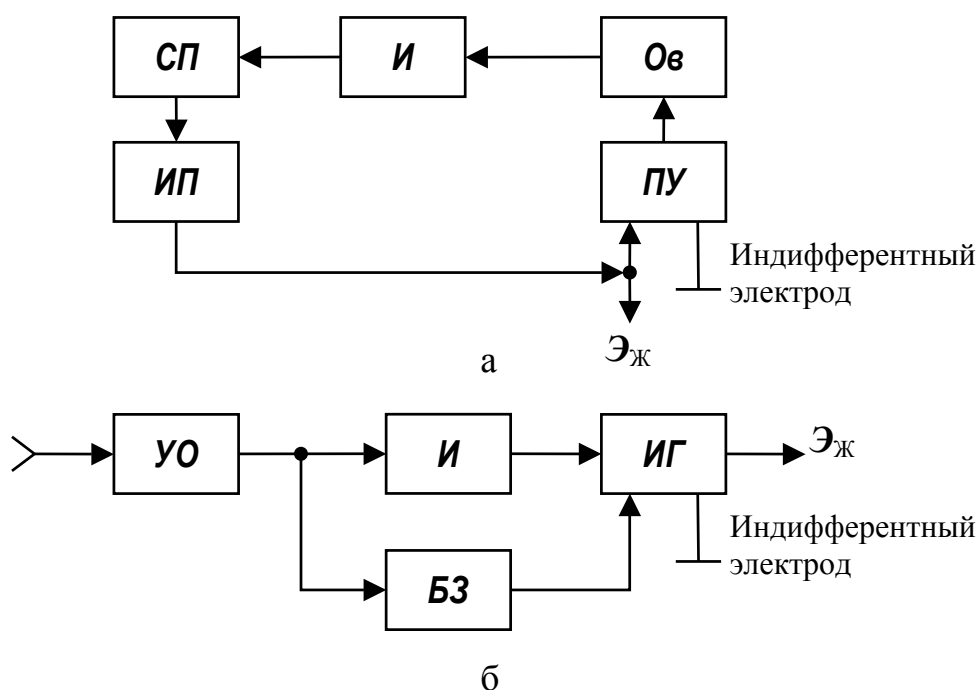 СП
И
Ов
ИП
ПУ
Индифферентный
электрод
ЭЖ
а
УО
И
ИГ
ЭЖ
Индифферентный
электрод
БЗ
б